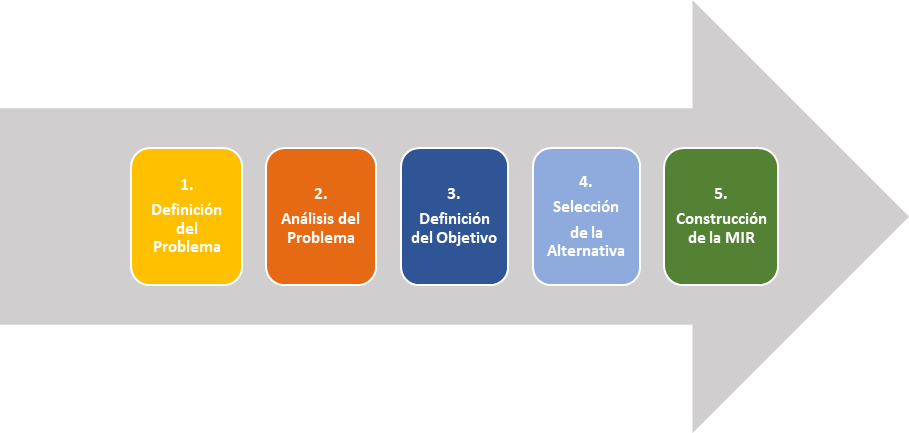 1.
Definición
del
Problema
2.
Análisis del
Problema
3.
Definición
del Objetivo
4.
Selección
de la
Alternativa
5.
Construcción
de la MIR